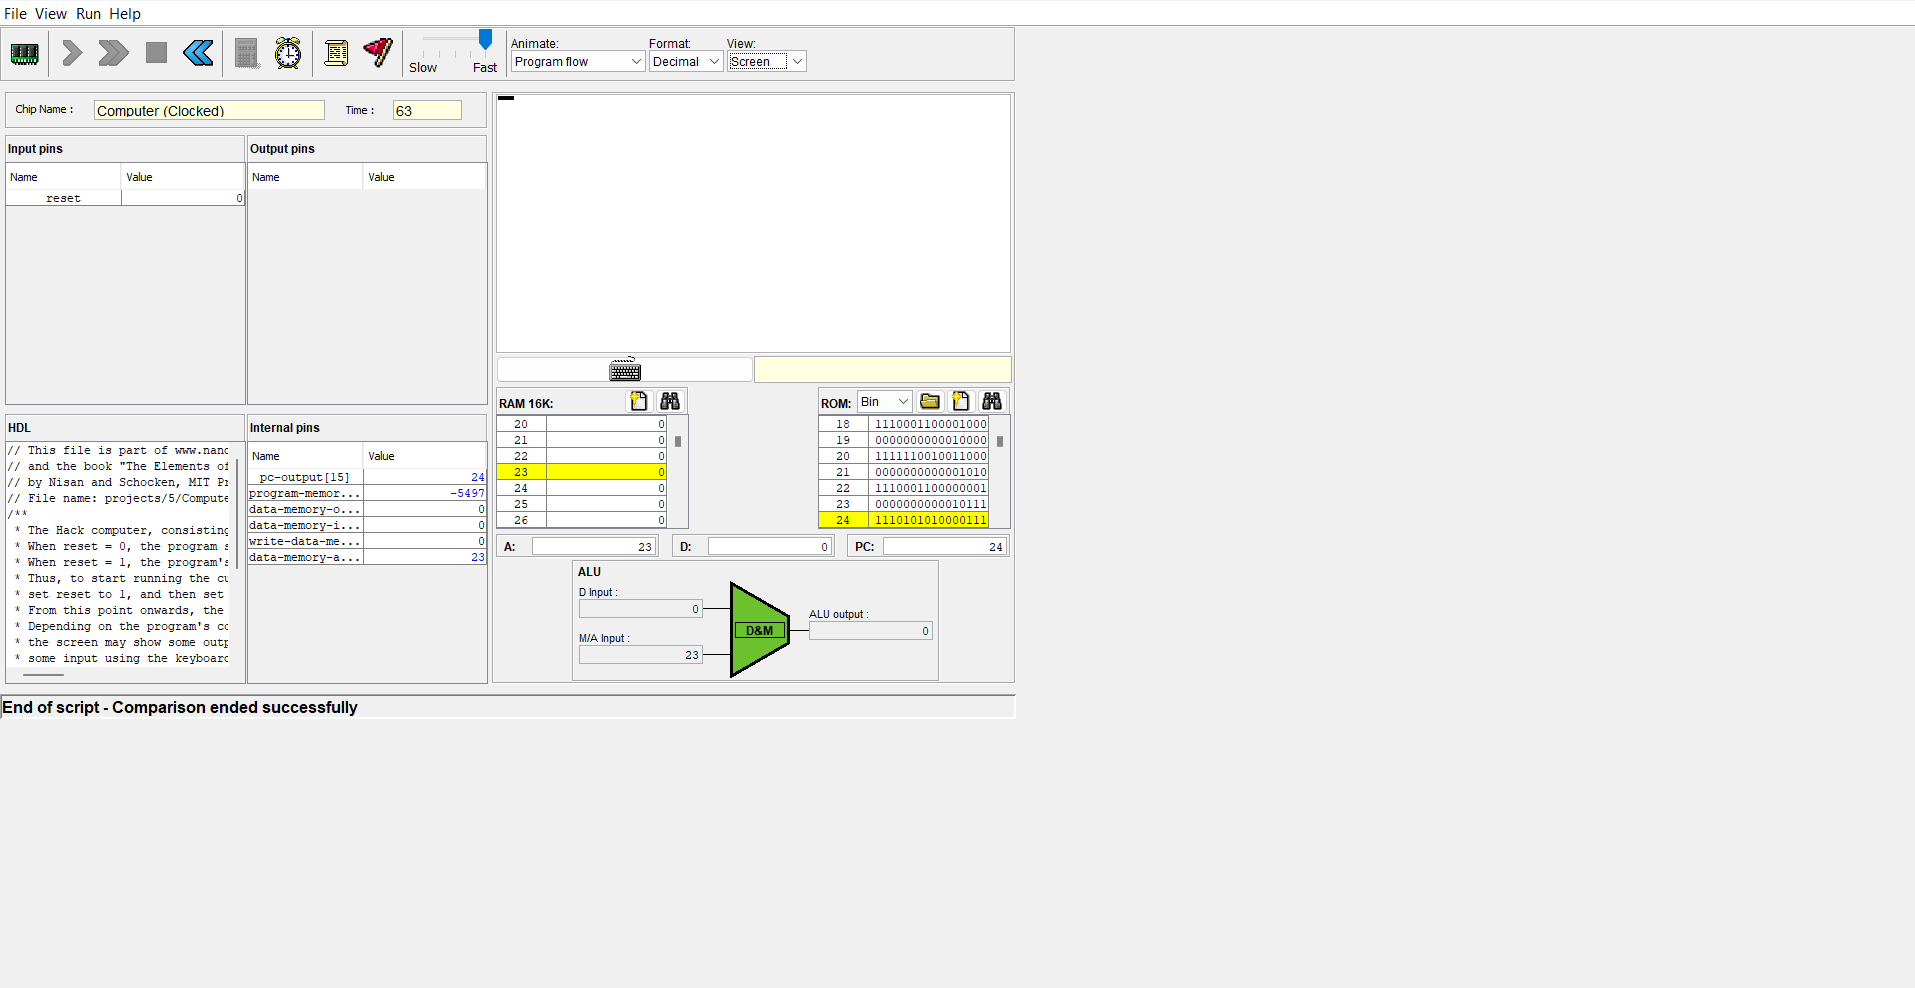 File View Run Help
Slow Fast
Animate: Format: View:
Program flow Decimal Screen
Chip Name : Computer (Clocked) Time : 63
Input pins
Name Value
reset 0
Output pins
Name Value
HDL
// This file is part of www.nand
// and the book "The Elements of
// by Nisan and Schocken, MIT Pr
// File name: projects/5/Compute
/**
* The Hack computer, consisting
* When reset = 0, the program s
* When reset = 1, the program's
* Thus, to start running the cu
* set reset to 1, and then set
* From this point onwards, the
* Depending on the program's co
* the screen may show some outp
* some input using the keyboard
Internal pins
Name Value
pc-output[15] 24
program-memor... -5497
data-memory-o... 0
data-memory-i... 0
write-data-me... 0
data-memory-a... 23
RAM 16K:
20 0
21 0
22 0
23 0
24 0
25 0
26 0
ROM: Bin
18 1110001100001000
19 0000000000010000
20 1111110010011000
21 0000000000001010
22 1110001100000001
23 0000000000010111
24 1110101010000111
A: 23 D: 0 PC: 24
ALU
D Input :
0
M/A Input :
23
D&M
ALU output :
0
End of script - Comparison ended successfully